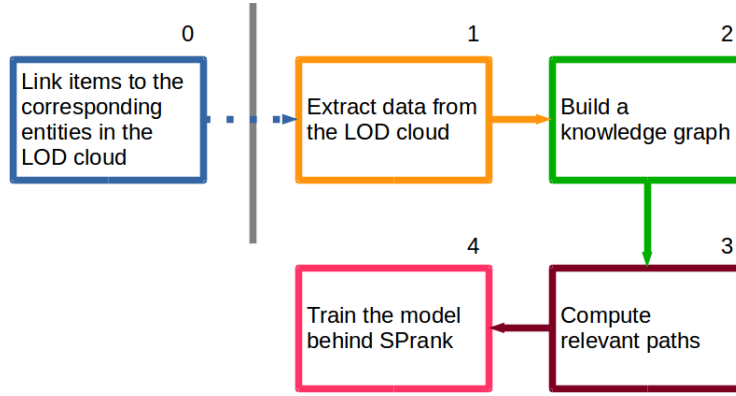 0
Link items to the
corresponding
entities in the
LOD cloud
1
Extract data from
the LOD cloud
2
Build a
knowledge graph
3
Compute
relevant paths
4
Train the model
behind SPrank